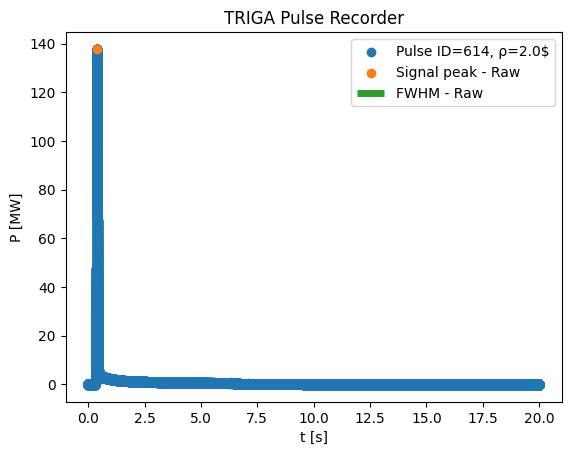 TRIGA Pulse Recorder
Pulse ID=614, ρ=2.0$
Signal peak - Raw
FWHM - Raw
P [MW]
140
120
100
80
60
40
20
0
0.0 2.5 5.0 7.5 10.0 12.5 15.0 17.5 20.0
t [s]